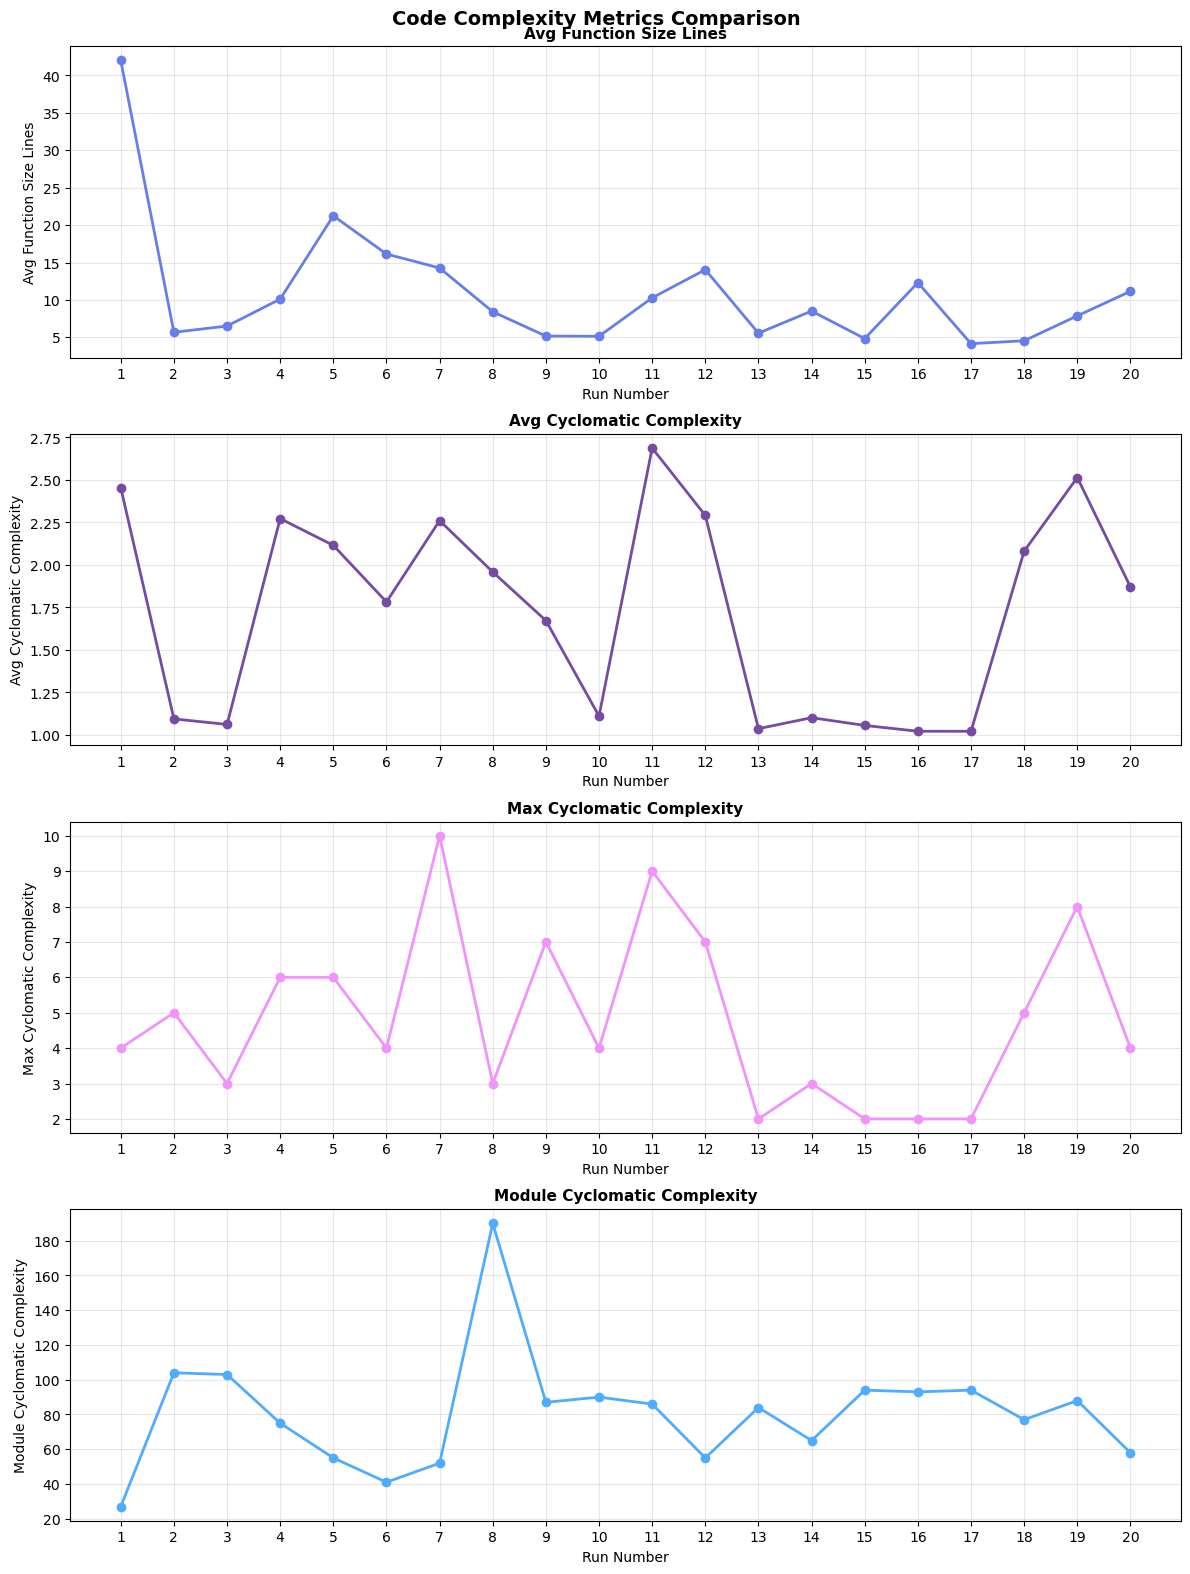 Code Complexity Metrics Comparison
Avg Function Size Lines
Avg Function Size Lines
40
35
30
25
20
15
10
5
1 2 3 4 5 6 7 8 9 10 11 12 13 14 15 16 17 18 19 20
Run Number
Avg Cyclomatic Complexity
Avg Cyclomatic Complexity
2.75
2.50
2.25
2.00
1.75
1.50
1.25
1.00
1 2 3 4 5 6 7 8 9 10 11 12 13 14 15 16 17 18 19 20
Run Number
Max Cyclomatic Complexity
Max Cyclomatic Complexity
10
9
8
7
6
5
4
3
2
1 2 3 4 5 6 7 8 9 10 11 12 13 14 15 16 17 18 19 20
Run Number
Module Cyclomatic Complexity
Module Cyclomatic Complexity
180
160
140
120
100
80
60
40
20
1 2 3 4 5 6 7 8 9 10 11 12 13 14 15 16 17 18 19 20
Run Number